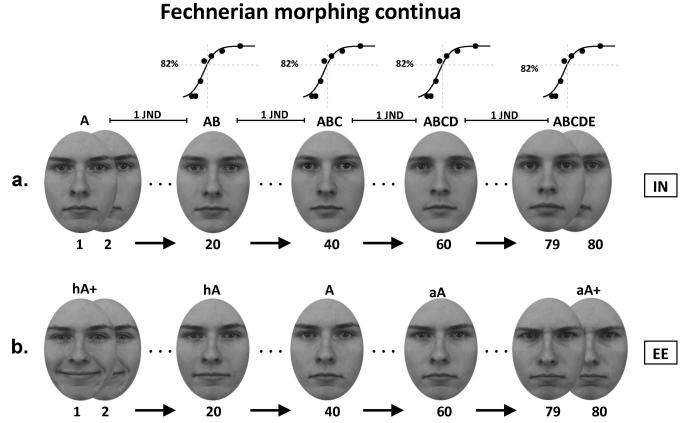 Fechnerian morphing continua
82% 82% 82% 82%
A 1 JND AB 1 JND ABC 1 JND ABCD 1 JND ABCDE
a. ... ... ... ... IN
1 2 20 40 60 79 80
hA+ hA A aA aA+
b. ... ... ... ... EE
1 2 20 40 60 79 80